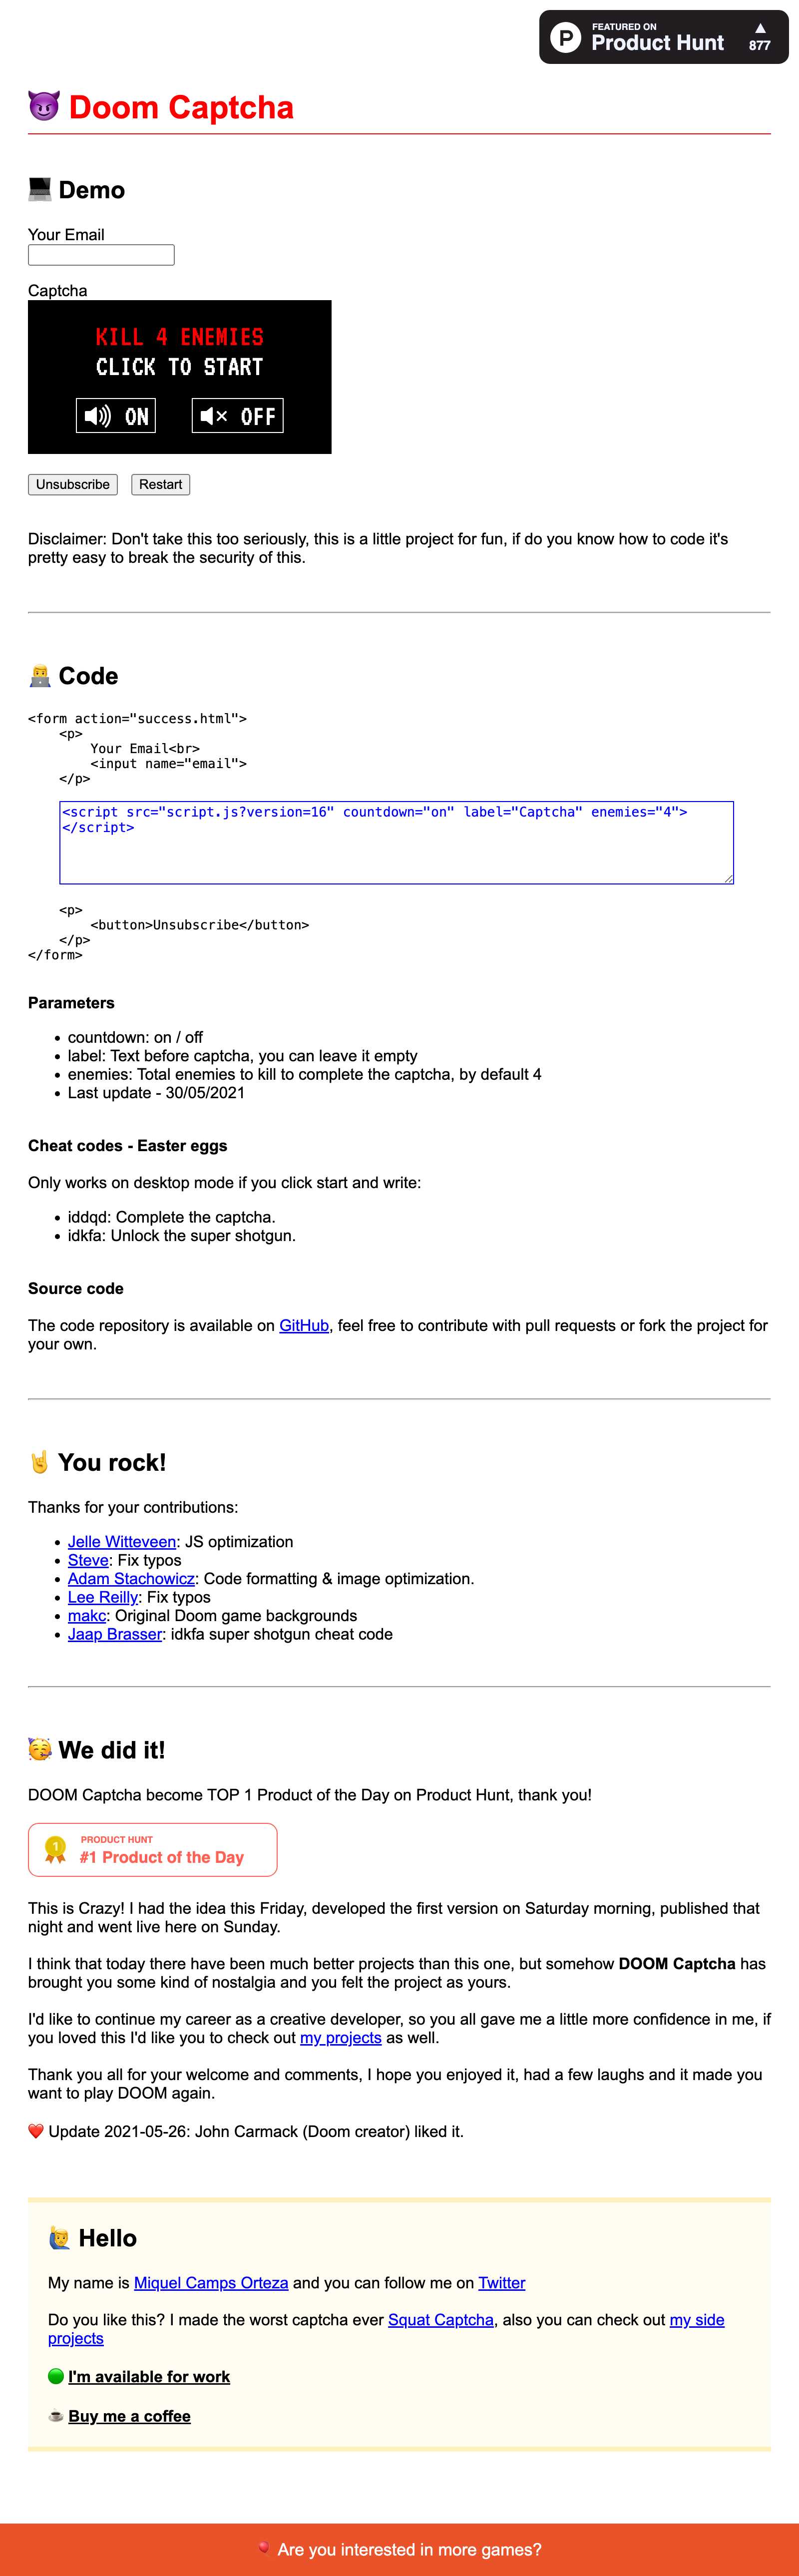 FEATURED ON
Product Hunt
▲
877
😈 Doom Captcha
💻 Demo
Your Email
Captcha
KILL 4 ENEMIES
CLICK TO START
ON
OFF
Unsubscribe Restart
Disclaimer: Don't take this too seriously, this is a little project for fun, if do you know how to code it's
pretty easy to break the security of this.
👨‍💻 Code
<form action="success.html">
    <p>
        Your Email<br>
        <input name="email">
    </p>
<script src="script.js?version=16" countdown="on" label="Captcha" enemies="4">
</script>
    <p>
        <button>Unsubscribe</button>
    </p>
</form>
Parameters
• countdown: on / off
• label: Text before captcha, you can leave it empty
• enemies: Total enemies to kill to complete the captcha, by default 4
• Last update - 30/05/2021
Cheat codes - Easter eggs
Only works on desktop mode if you click start and write:
• iddqd: Complete the captcha.
• idkfa: Unlock the super shotgun.
Source code
The code repository is available on GitHub, feel free to contribute with pull requests or fork the project for
your own.
🤘 You rock!
Thanks for your contributions:
• Jelle Witteveen: JS optimization
• Steve: Fix typos
• Adam Stachowicz: Code formatting & image optimization.
• Lee Reilly: Fix typos
• makc: Original Doom game backgrounds
• Jaap Brasser: idkfa super shotgun cheat code
🥳 We did it!
DOOM Captcha become TOP 1 Product of the Day on Product Hunt, thank you!
1
PRODUCT HUNT
#1 Product of the Day
This is Crazy! I had the idea this Friday, developed the first version on Saturday morning, published that
night and went live here on Sunday.
I think that today there have been much better projects than this one, but somehow DOOM Captcha has
brought you some kind of nostalgia and you felt the project as yours.
I'd like to continue my career as a creative developer, so you all gave me a little more confidence in me, if
you loved this I'd like you to check out my projects as well.
Thank you all for your welcome and comments, I hope you enjoyed it, had a few laughs and it made you
want to play DOOM again.
❤️ Update 2021-05-26: John Carmack (Doom creator) liked it.
🙋‍♂️ Hello
My name is Miquel Camps Orteza and you can follow me on Twitter
Do you like this? I made the worst captcha ever Squat Captcha, also you can check out my side
projects
🟢 I'm available for work
☕ Buy me a coffee
🎈 Are you interested in more games?